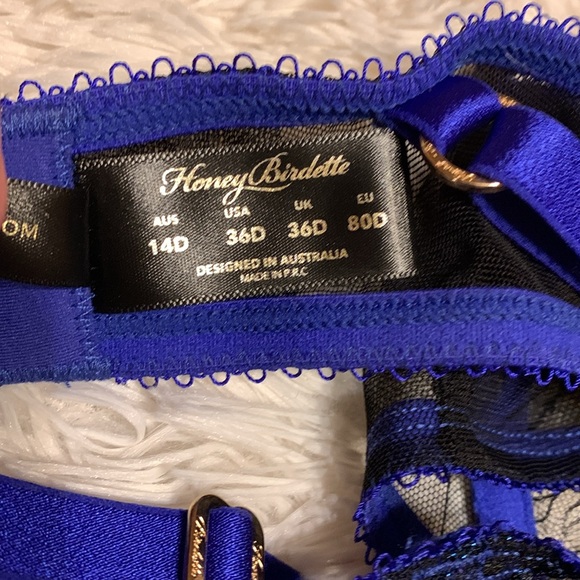 Honey Birdette
AUS USA UK EU
14D 36D 36D 80D
DESIGNED IN AUSTRALIA
MADE IN P.R.C
OM